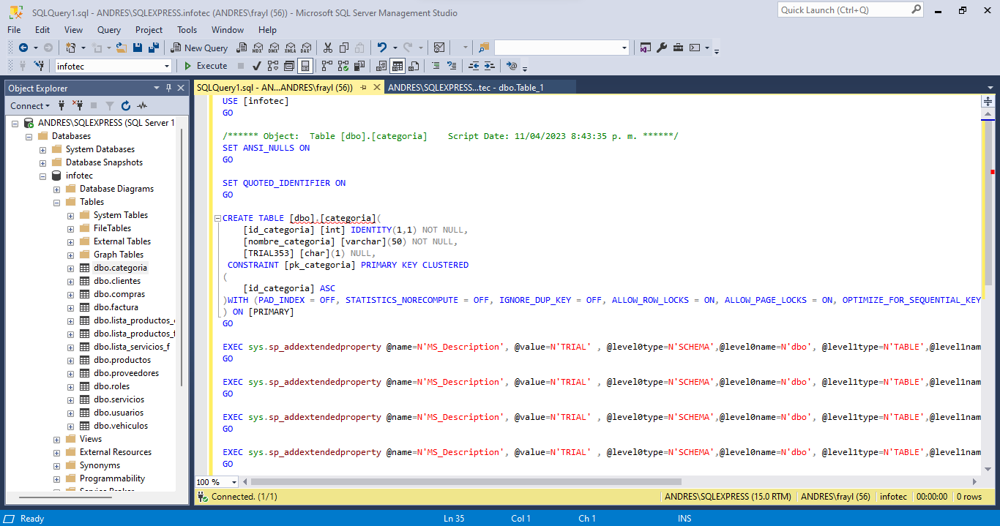 SQLQuery1.sql - ANDRES\SQLEXPRESS.infotec (ANDRES\frayl (56)) - Microsoft SQL Server Management Studio
Quick Launch (Ctrl+Q)
File Edit View Query Project Tools Window Help
New Query MDX DMX XMLA DAX
infotec Execute
Object Explorer
Connect
ANDRES\SQLEXPRESS (SQL Server 1
Databases
System Databases
Database Snapshots
infotec
Database Diagrams
Tables
System Tables
FileTables
External Tables
Graph Tables
dbo.categoria
dbo.clientes
dbo.compras
dbo.factura
dbo.lista_productos_c
dbo.lista_productos_f
dbo.lista_servicios_f
dbo.productos
dbo.proveedores
dbo.roles
dbo.servicios
dbo.usuarios
dbo.vehiculos
Views
External Resources
Synonyms
Programmability
Service Broker
SQLQuery1.sql - AN...ANDRES\frayl (56)) ANDRES\SQLEXPRESS...tec - dbo.Table_1
USE [infotec]
GO
/****** Object:  Table [dbo].[categoria]    Script Date: 11/04/2023 8:43:35 p. m. ******/
SET ANSI_NULLS ON
GO
SET QUOTED_IDENTIFIER ON
GO
CREATE TABLE [dbo].[categoria](
[id_categoria] [int] IDENTITY(1,1) NOT NULL,
[nombre_categoria] [varchar](50) NOT NULL,
[TRIAL353] [char](1) NULL,
CONSTRAINT [pk_categoria] PRIMARY KEY CLUSTERED
(
[id_categoria] ASC
)WITH (PAD_INDEX = OFF, STATISTICS_NORECOMPUTE = OFF, IGNORE_DUP_KEY = OFF, ALLOW_ROW_LOCKS = ON, ALLOW_PAGE_LOCKS = ON, OPTIMIZE_FOR_SEQUENTIAL_KEY
) ON [PRIMARY]
GO
EXEC sys.sp_addextendedproperty @name=N'MS_Description', @value=N'TRIAL' , @level0type=N'SCHEMA',@level0name=N'dbo', @level1type=N'TABLE',@level1nam
GO
EXEC sys.sp_addextendedproperty @name=N'MS_Description', @value=N'TRIAL' , @level0type=N'SCHEMA',@level0name=N'dbo', @level1type=N'TABLE',@level1nam
GO
EXEC sys.sp_addextendedproperty @name=N'MS_Description', @value=N'TRIAL' , @level0type=N'SCHEMA',@level0name=N'dbo', @level1type=N'TABLE',@level1nam
GO
EXEC sys.sp_addextendedproperty @name=N'MS_Description', @value=N'TRIAL' , @level0type=N'SCHEMA',@level0name=N'dbo', @level1type=N'TABLE',@level1nam
GO
100 %
Connected. (1/1) ANDRES\SQLEXPRESS (15.0 RTM) ANDRES\frayl (56) infotec 00:00:00 0 rows
Ready Ln 35 Col 1 Ch 1 INS